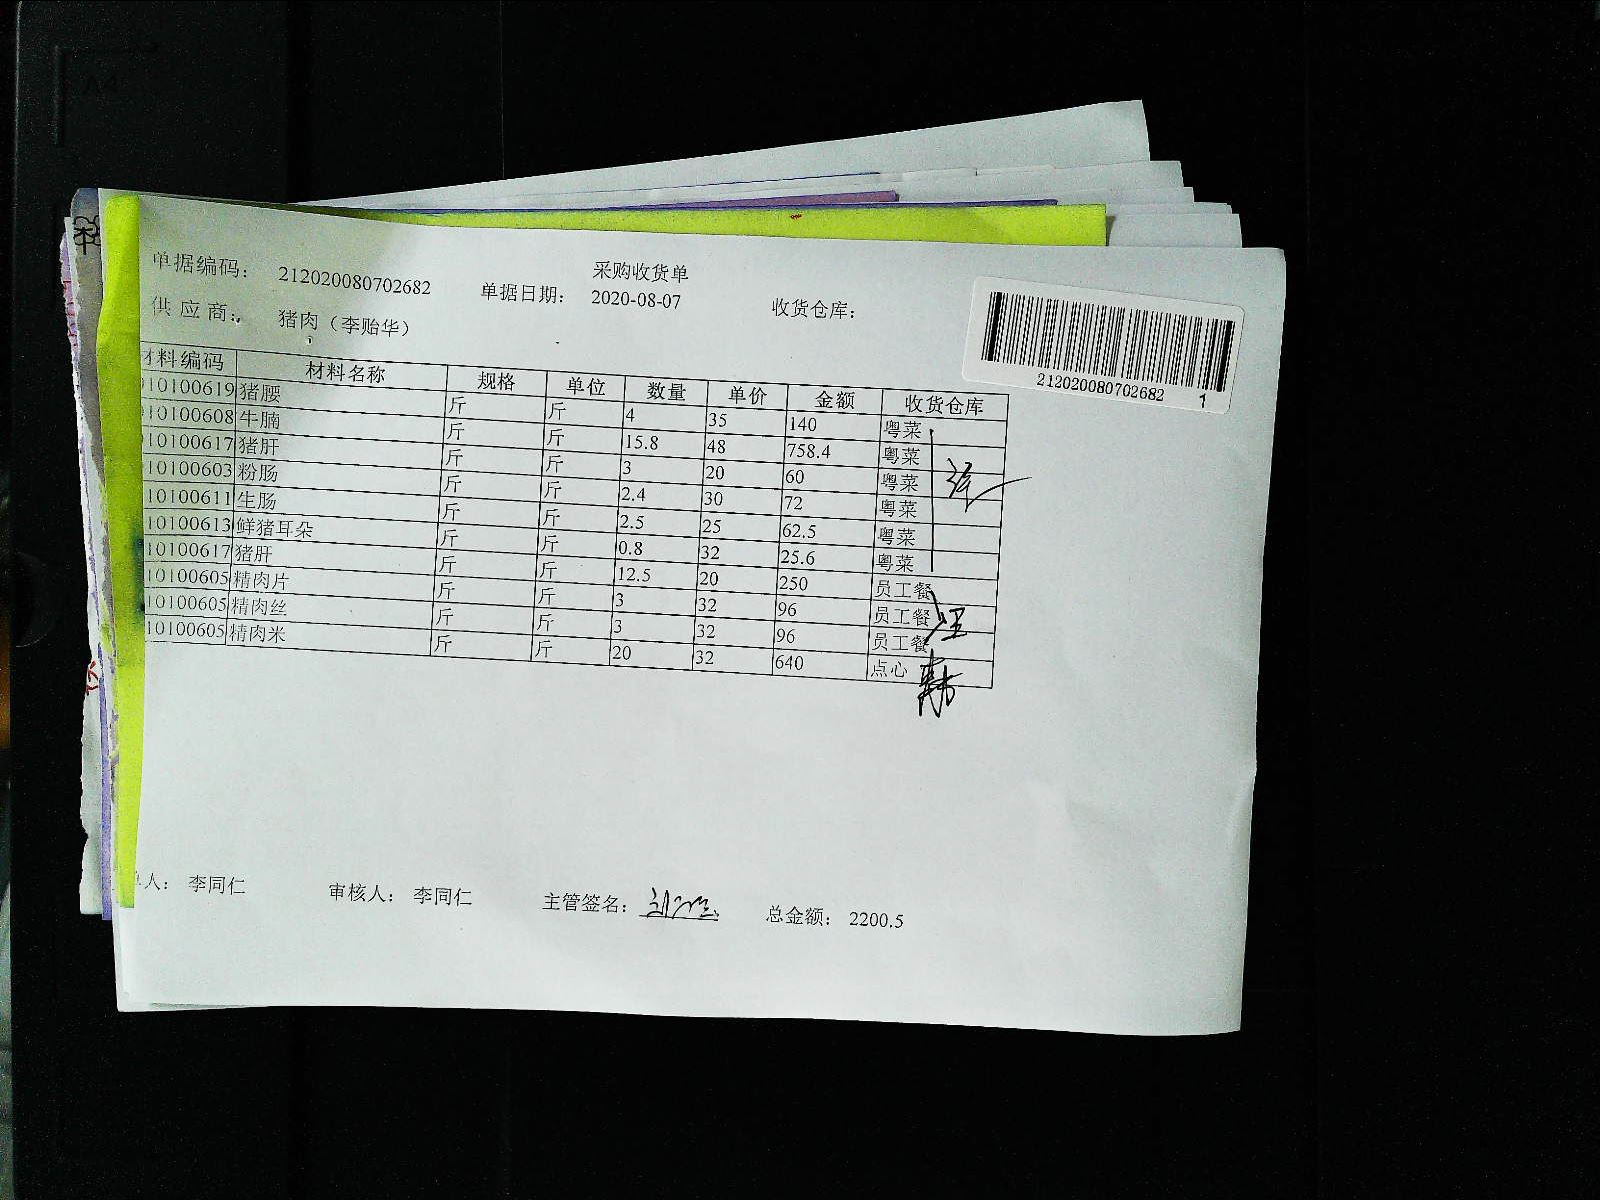 采购收货单
单据编码： 212020080702682 单据日期： 2020-08-07 收货仓库：
供应商： 猪肉（李贻华）
212020080702682 1
材料编码 材料名称 规格 单位 数量 单价 金额 收货仓库
10100619 猪腰 斤 斤 4 35 140 粤菜
10100608 牛腩 斤 斤 15.8 48 758.4 粤菜
10100617 猪肝 斤 斤 3 20 60 粤菜
10100603 粉肠 斤 斤 2.4 30 72 粤菜
10100611 生肠 斤 斤 2.5 25 62.5 粤菜
10100613 鲜猪耳朵 斤 斤 0.8 32 25.6 粤菜
10100617 猪肝 斤 斤 12.5 20 250 员工餐
10100605 精肉片 斤 斤 3 32 96 员工餐
10100605 精肉丝 斤 斤 3 32 96 员工餐
10100605 精肉米 斤 斤 20 32 640 点心
人： 李同仁 审核人： 李同仁 主管签名： 总金额： 2200.5